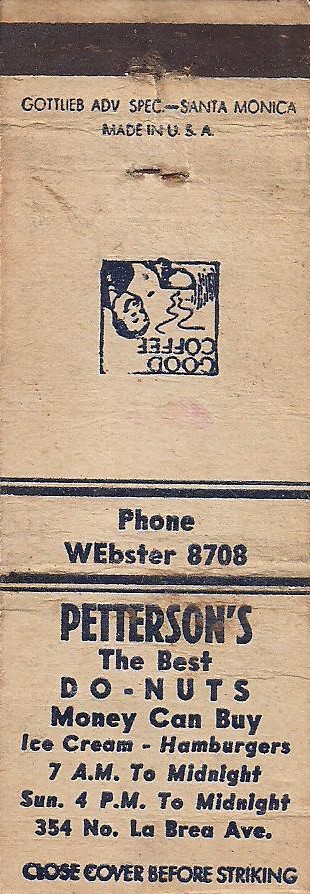 GOTTLIEB ADV SPEC.—SANTA MONICA
MADE IN U. S. A.
GOOD
COFFEE
Phone
WEbster 8708
PETTERSON'S
The Best
DO-NUTS
Money Can Buy
Ice Cream - Hamburgers
7 A.M. To Midnight
Sun. 4 P.M. To Midnight
354 No. La Brea Ave.
CLOSE COVER BEFORE STRIKING